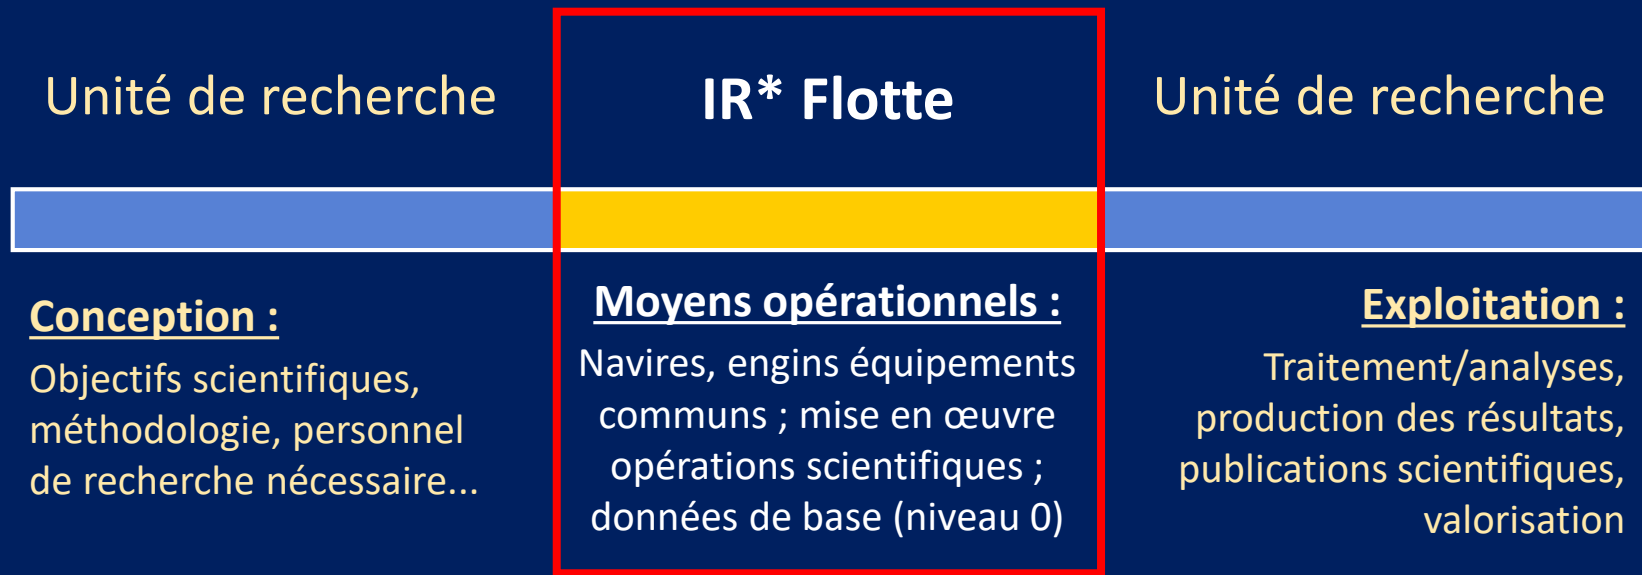 Unité de recherche
IR* Flotte
Unité de recherche
Conception :
Objectifs scientifiques,
méthodologie, personnel
de recherche nécessaire...
Moyens opérationnels :
Navires, engins équipements
communs ; mise en œuvre
opérations scientifiques ;
données de base (niveau 0)
Exploitation :
Traitement/analyses,
production des résultats,
publications scientifiques,
valorisation